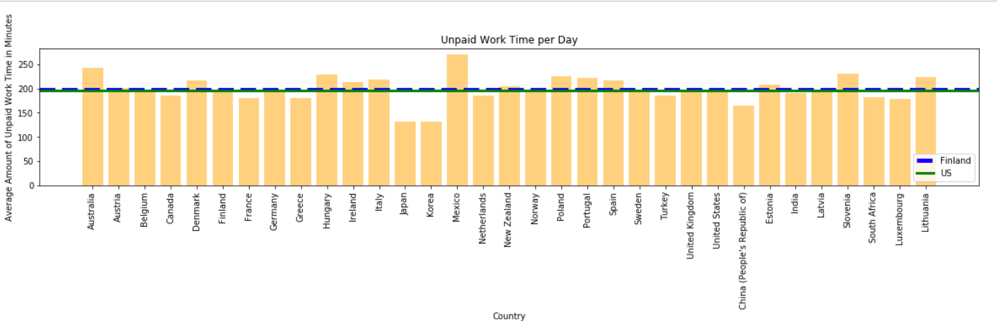 Unpaid Work Time per Day
Average Amount of Unpaid Work Time in Minutes
250
200
150
100
50
0
Finland
US
Australia
Austria
Belgium
Canada
Denmark
Finland
France
Germany
Greece
Hungary
Ireland
Italy
Japan
Korea
Mexico
Netherlands
New Zealand
Norway
Poland
Portugal
Spain
Sweden
Turkey
United Kingdom
United States
China (People's Republic of)
Estonia
India
Latvia
Slovenia
South Africa
Luxembourg
Lithuania
Country